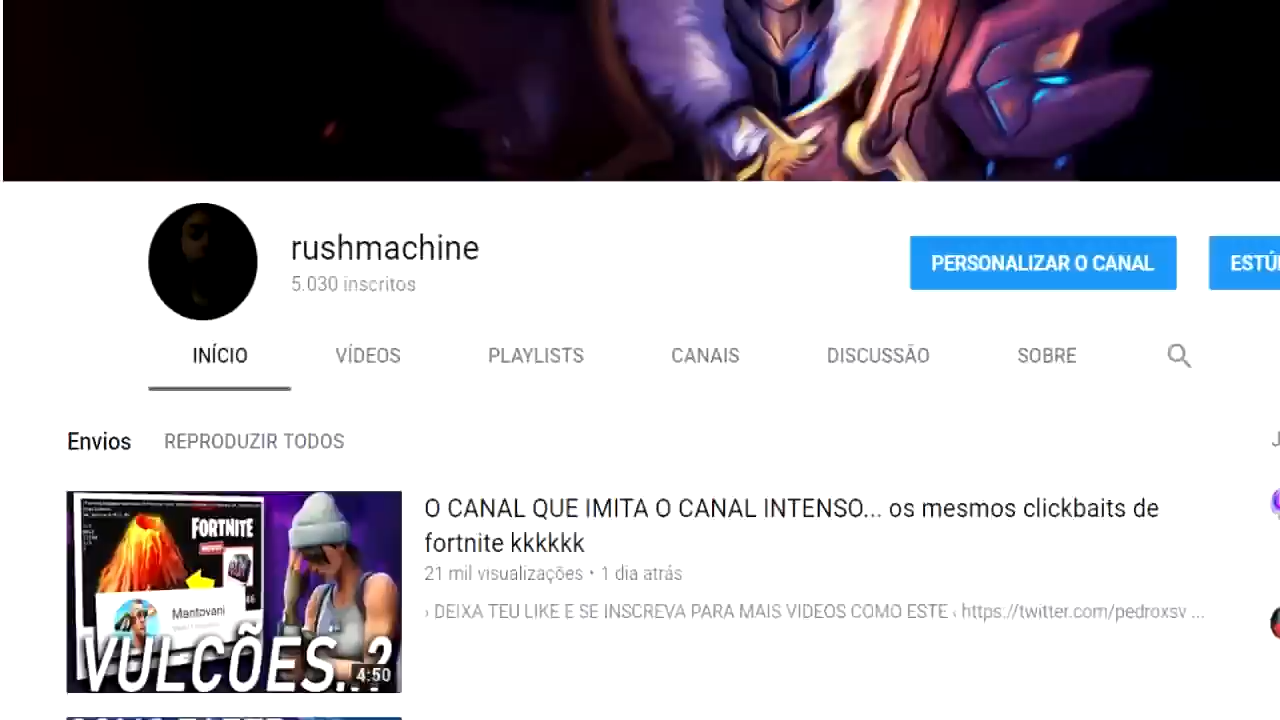 rushmachine
5.030 inscritos
PERSONALIZAR O CANAL
INÍCIO VÍDEOS PLAYLISTS CANAIS DISCUSSÃO SOBRE
Envios REPRODUZIR TODOS
FORTNITE
Mantovani
VULCÕES..?
4:50
O CANAL QUE IMITA O CANAL INTENSO... os mesmos clickbaits de
fortnite kkkkkk
21 mil visualizações • 1 dia atrás
› DEIXA TEU LIKE E SE INSCREVA PARA MAIS VIDEOS COMO ESTE ‹ https://twitter.com/pedroxsv ...